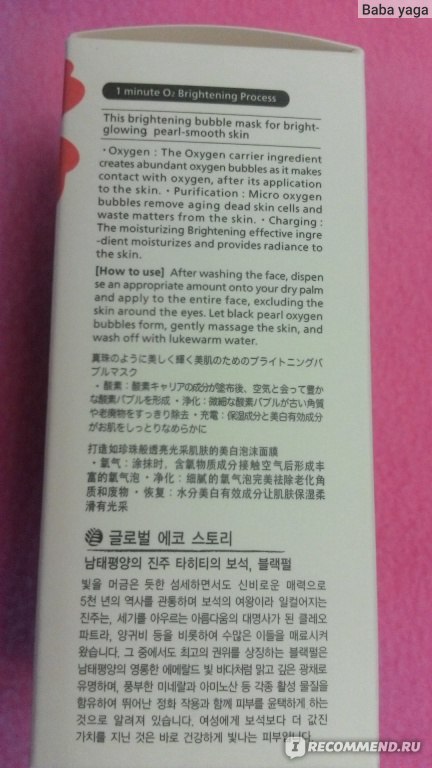 Baba yaga
1 minute O₂ Brightening Process
This brightening bubble mask for bright-
glowing pearl-smooth skin
・Oxygen : The Oxygen carrier ingredient
creates abundant oxygen bubbles as it makes
contact with oxygen, after its application
to the skin. ・Purification : Micro oxygen
bubbles remove aging dead skin cells and
waste matters from the skin. ・Charging :
The moisturizing Brightening effective ingre
-dient moisturizes and provides radiance to
the skin.
[How to use] After washing the face, dispen
se an appropriate amount onto your dry palm
and apply to the entire face, excluding the
skin around the eyes. Let black pearl oxygen
bubbles form, gently massage the skin, and
wash off with lukewarm water.
真珠のように美しく輝く美肌のためのブライトニングバ
ブルマスク
・酸素：酸素キャリアの成分が塗布後、空気と会って豊か
な酸素バブルを形成 ・浄化：微細な酸素バブルが古い角質
や老廃物をすっきり除去 ・充電：保湿成分と美白有効成分
がお肌をしっとりなめらかに
打造如珍珠般透亮光采肌肤的美白泡沫面膜
・氧气：涂抹时，含氧物质成分接触空气后形成丰
富的氧气泡 ・净化：细腻的氧气泡完美祛除老化角
质和废物 ・恢复：水分美白有效成分让肌肤保湿柔
滑有光采
글로벌 에코 스토리
남태평양의 진주 타히티의 보석, 블랙펄
빛을 머금은 듯한 섬세하면서도 신비로운 매력으로
5천 년의 역사를 관통하며 보석의 여왕이라 일컬어지는
진주는, 세기를 아우르는 아름다움의 대명사가 된 클레오
파트라, 양귀비 등을 비롯하여 수많은 이들을 매료시켜
왔습니다. 그 중에서도 최고의 권위를 상징하는 블랙펄은
남태평양의 영롱한 에메랄드 빛 바다처럼 맑고 깊은 광채로
유명하며, 풍부한 미네랄과 아미노산 등 각종 활성 물질을
함유하여 뛰어난 정화 작용과 함께 피부를 윤택하게 하는
것으로 알려져 있습니다. 여성에게 보석보다 더 값진
가치를 지닌 것은 바로 건강하게 빛나는 피부입니다.
IRECOMMEND.RU